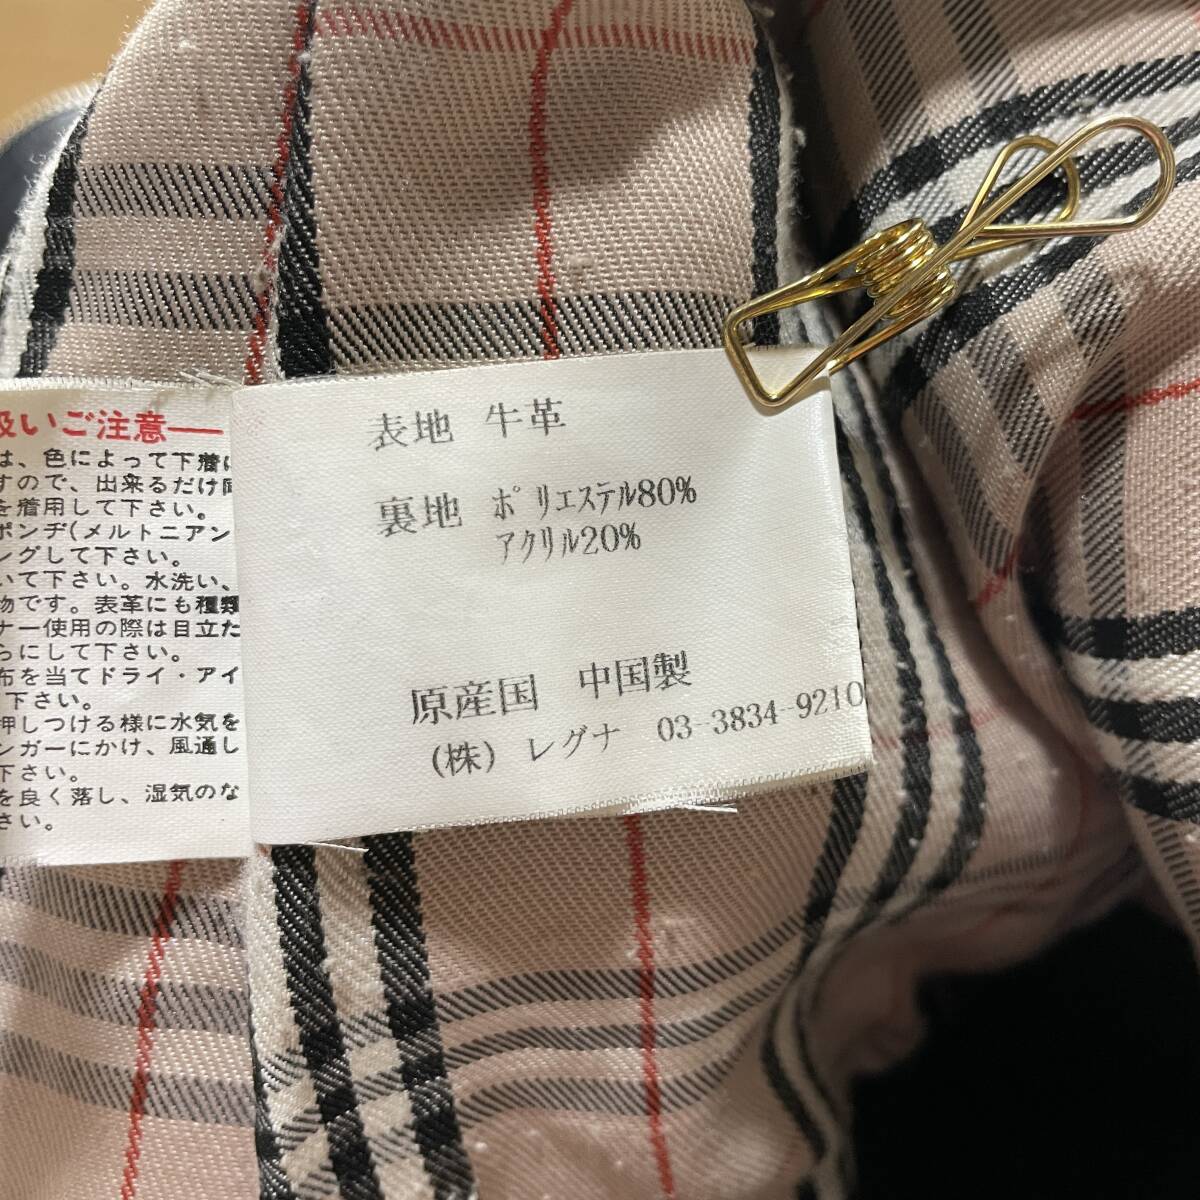 扱いご注意
は、色によって下着に
すので、出来るだけ同
を着用して下さい。
ポンヂ(メルトニアン
ングして下さい。
いて下さい。水洗い、
物です。表革にも種類
ナー使用の際は目立た
らにして下さい。
布を当てドライ・アイ
下さい。
押しつける様に水気を
ンガーにかけ、風通し
下さい。
を良く落し、湿気のな
さい。
表地 牛革
裏地 ポリエステル80%
アクリル20%
原産国 中国製
(株) レグナ 03-3834-9210